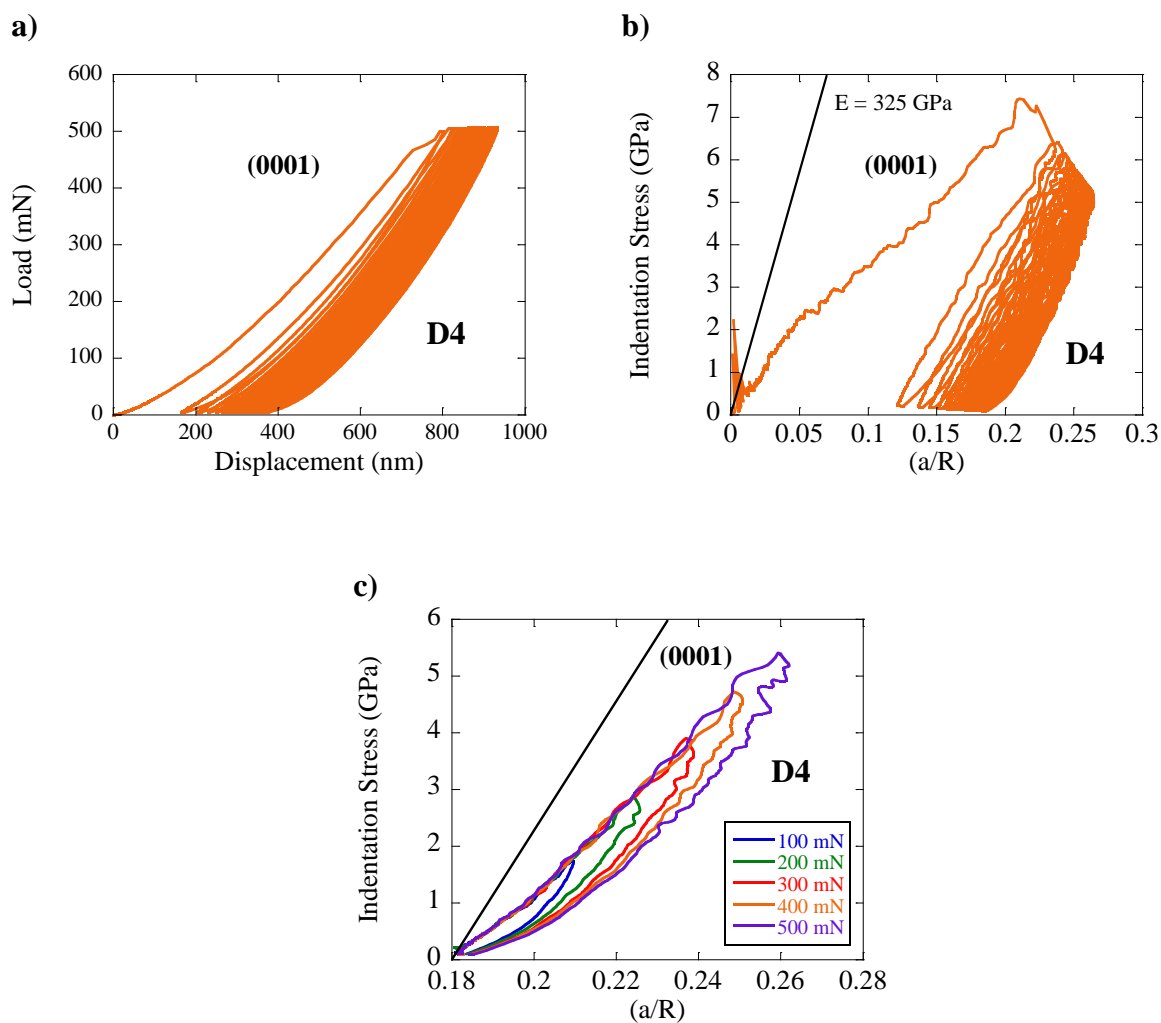 a)
600
500
400
300
200
100
0
Load (mN)
(0001)
D4
0 200 400 600 800 1000
Displacement (nm)
b)
8
7
6
5
4
3
2
1
0
Indentation Stress (GPa)
E = 325 GPa
(0001)
D4
0 0.05 0.1 0.15 0.2 0.25 0.3
(a/R)
c)
6
5
4
3
2
1
0
Indentation Stress (GPa)
(0001)
D4
100 mN
200 mN
300 mN
400 mN
500 mN
0.18 0.2 0.22 0.24 0.26 0.28
(a/R)